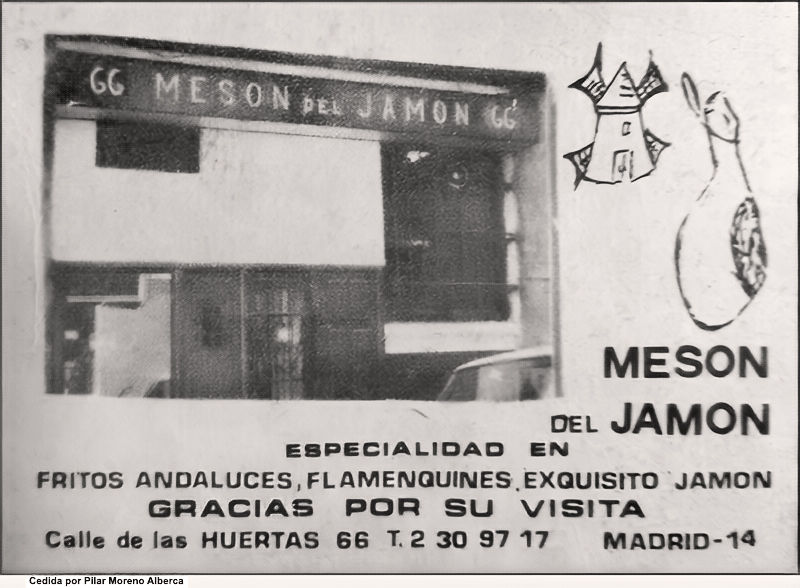 GG MESON DEL JAMON GG
MESON
DEL JAMON
ESPECIALIDAD EN
FRITOS ANDALUCES, FLAMENQUINES, EXQUISITO JAMON
GRACIAS POR SU VISITA
Calle de las HUERTAS 66 T. 2 30 97 17 MADRID-14
Cedida por Pilar Moreno Alberca